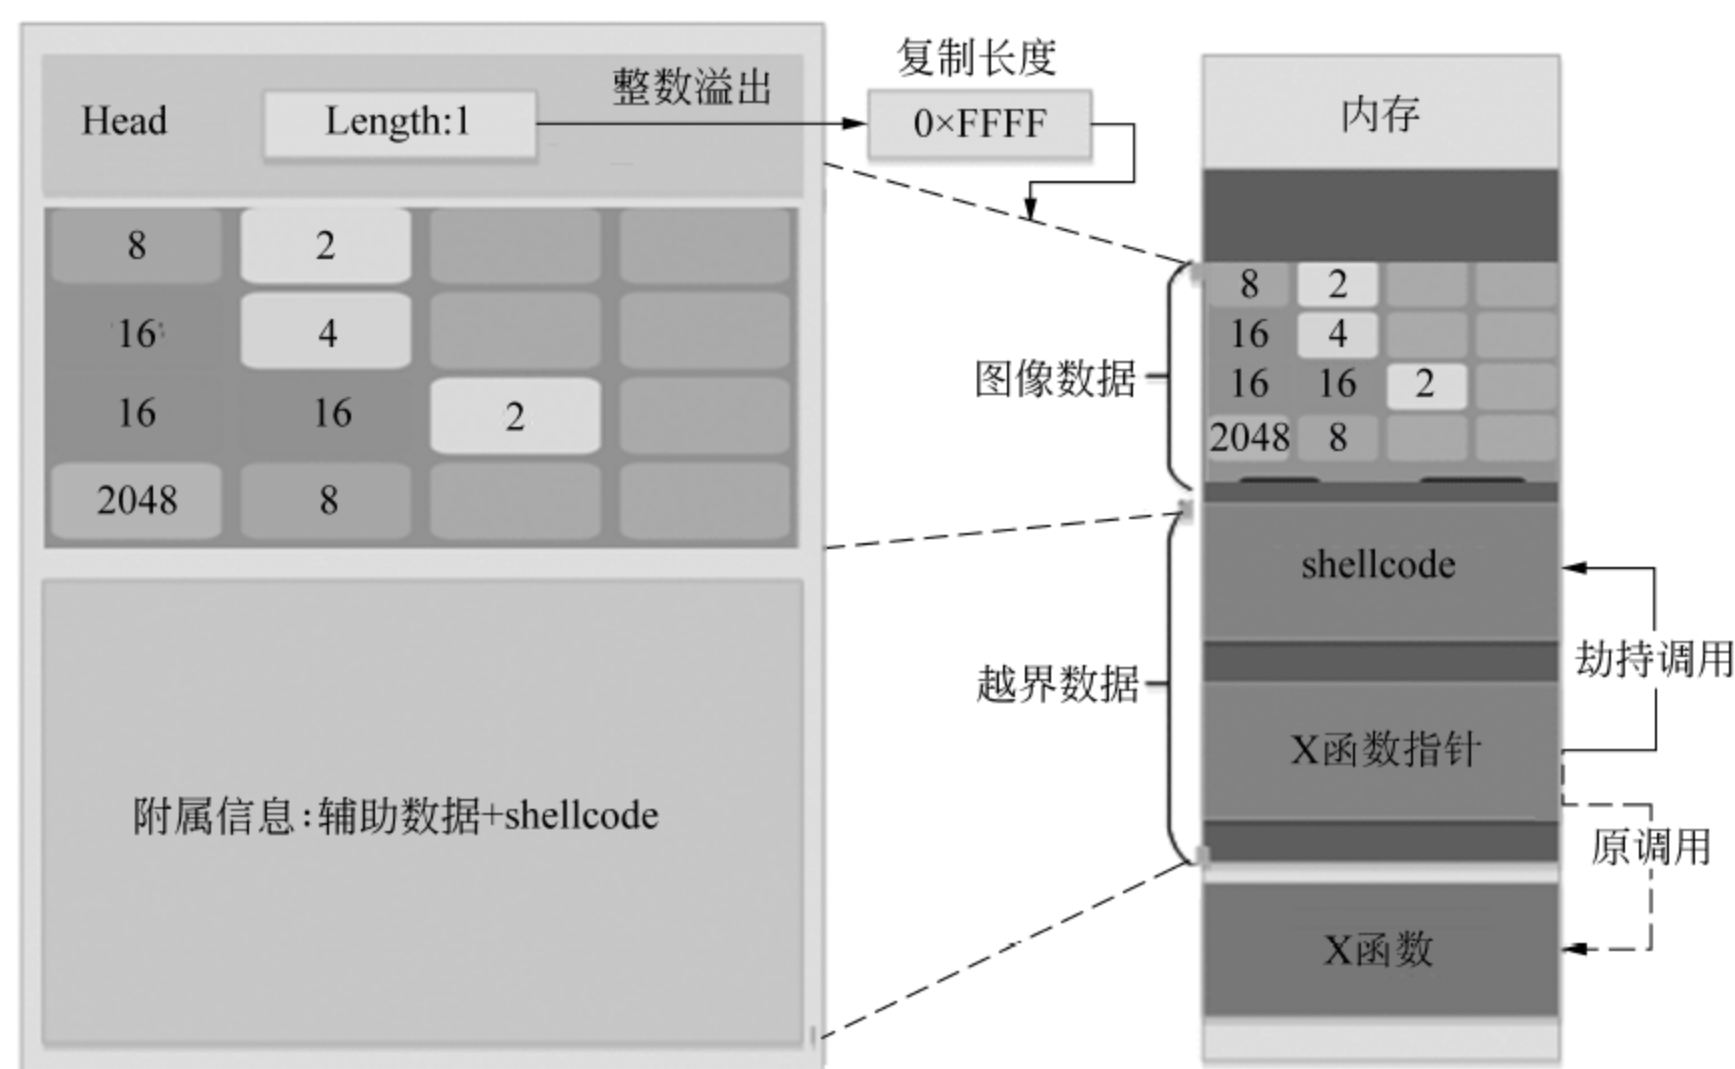 Head
Length:1
整数溢出
复制长度
0×FFFF
8 2
16 4
16 16 2
2048 8
附属信息:辅助数据+shellcode
图像数据
越界数据
内存
8 2
16 4
16 16 2
2048 8
shellcode
X函数指针
X函数
劫持调用
原调用